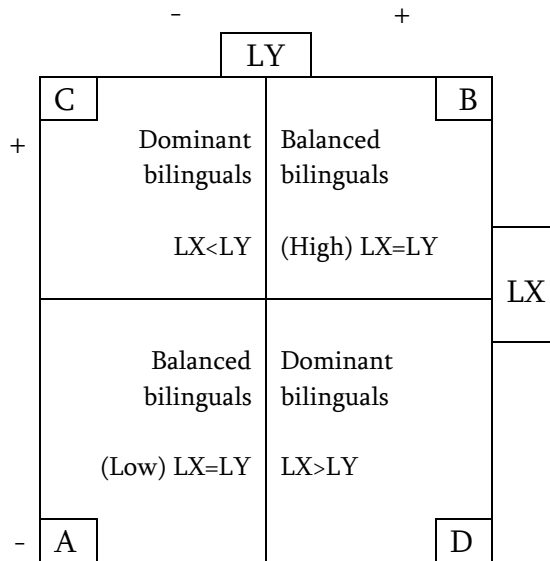 - +
LY
C B
+
Dominant Balanced
bilinguals bilinguals
LX<LY (High) LX=LY
LX
Balanced Dominant
bilinguals bilinguals
(Low) LX=LY LX>LY
- A D